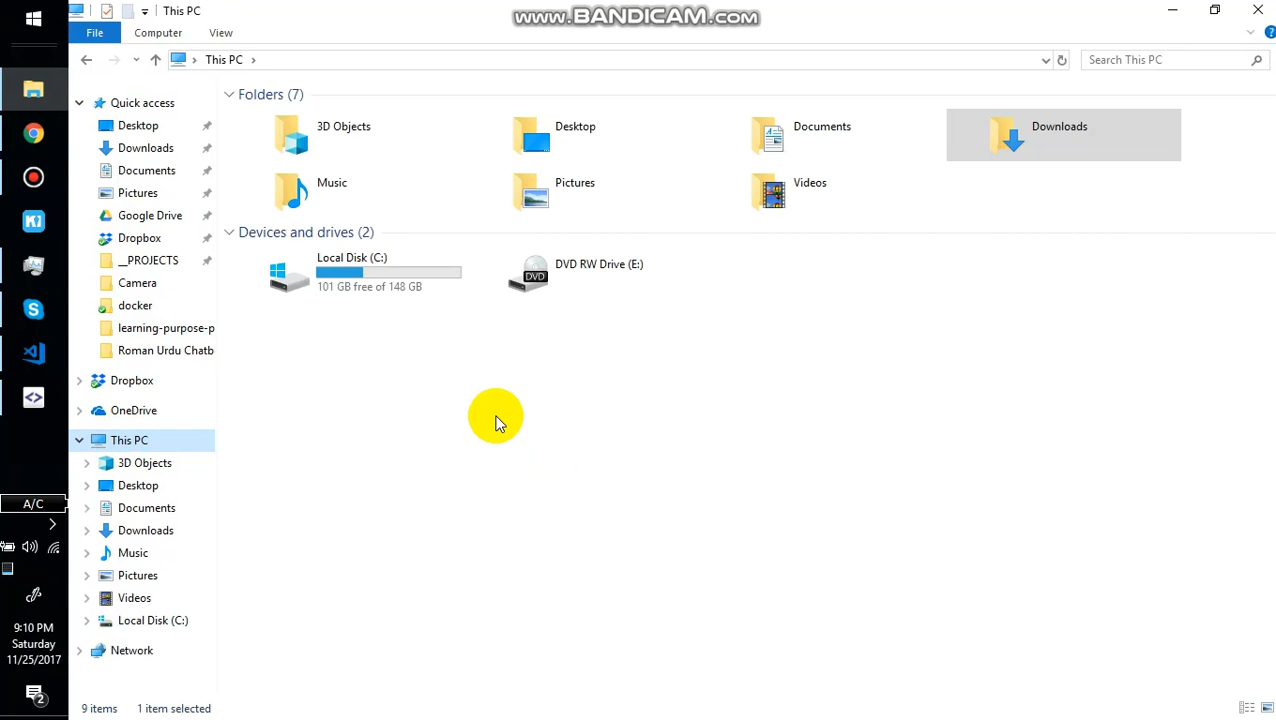 This PC
www.BANDICAM.com
File
Computer
View
This PC
Search This PC
Quick access
Desktop
Downloads
Documents
Pictures
Google Drive
Dropbox
__PROJECTS
Camera
docker
learning-purpose-p
Roman Urdu Chatb
Dropbox
OneDrive
This PC
3D Objects
Desktop
Documents
Downloads
Music
Pictures
Videos
Local Disk (C:)
Network
Folders (7)
3D Objects
Desktop
Documents
Downloads
Music
Pictures
Videos
Devices and drives (2)
Local Disk (C:)
101 GB free of 148 GB
DVD
DVD RW Drive (E:)
A/C
9:10 PM
Saturday
11/25/2017
2
9 items
1 item selected